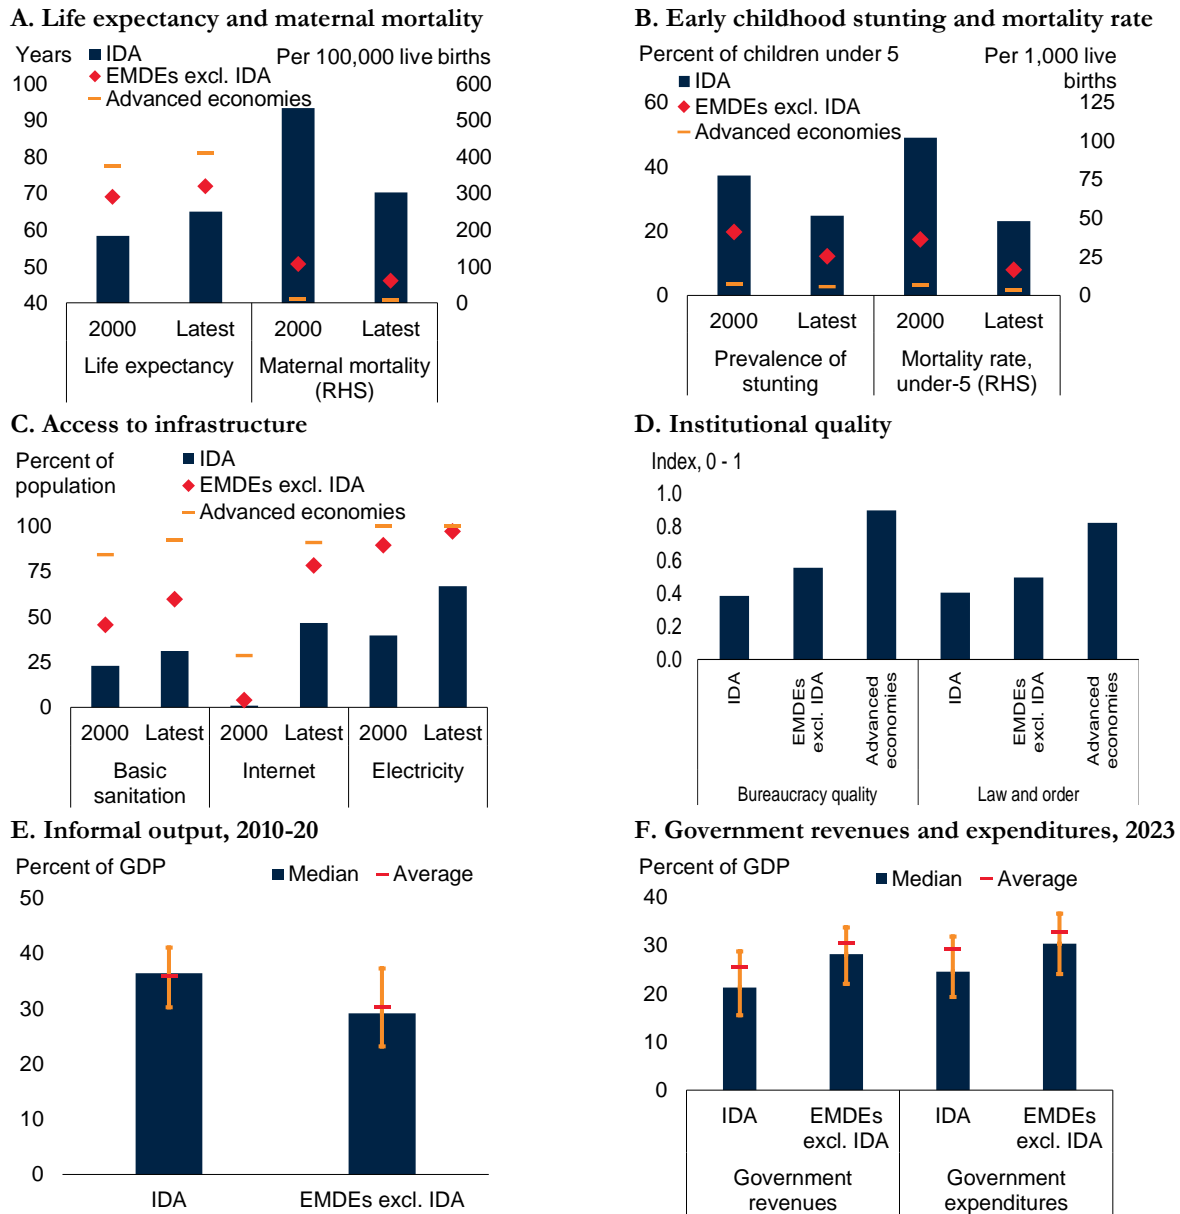 A. Life expectancy and maternal mortality
Years
IDA
Per 100,000 live births
EMDEs excl. IDA
Advanced economies
100
90
80
70
60
50
40
600
500
400
300
200
100
0
2000
Latest
2000
Latest
Life expectancy
Maternal mortality
(RHS)
B. Early childhood stunting and mortality rate
Percent of children under 5
Per 1,000 live
births
IDA
EMDEs excl. IDA
Advanced economies
60
40
20
0
125
100
75
50
25
0
2000
Latest
2000
Latest
Prevalence of
stunting
Mortality rate,
under-5 (RHS)
C. Access to infrastructure
Percent of
population
IDA
EMDEs excl. IDA
Advanced economies
100
75
50
25
0
2000
Latest
2000
Latest
2000
Latest
Basic
sanitation
Internet
Electricity
D. Institutional quality
Index, 0 - 1
1.0
0.8
0.6
0.4
0.2
0.0
IDA
EMDEs
excl. IDA
Advanced
economies
IDA
EMDEs
excl. IDA
Advanced
economies
Bureaucracy quality
Law and order
E. Informal output, 2010-20
Percent of GDP
Median
Average
50
40
30
20
10
0
IDA
EMDEs excl. IDA
F. Government revenues and expenditures, 2023
Percent of GDP
Median
Average
40
30
20
10
0
IDA
EMDEs
excl. IDA
IDA
EMDEs
excl. IDA
Government
revenues
Government
expenditures